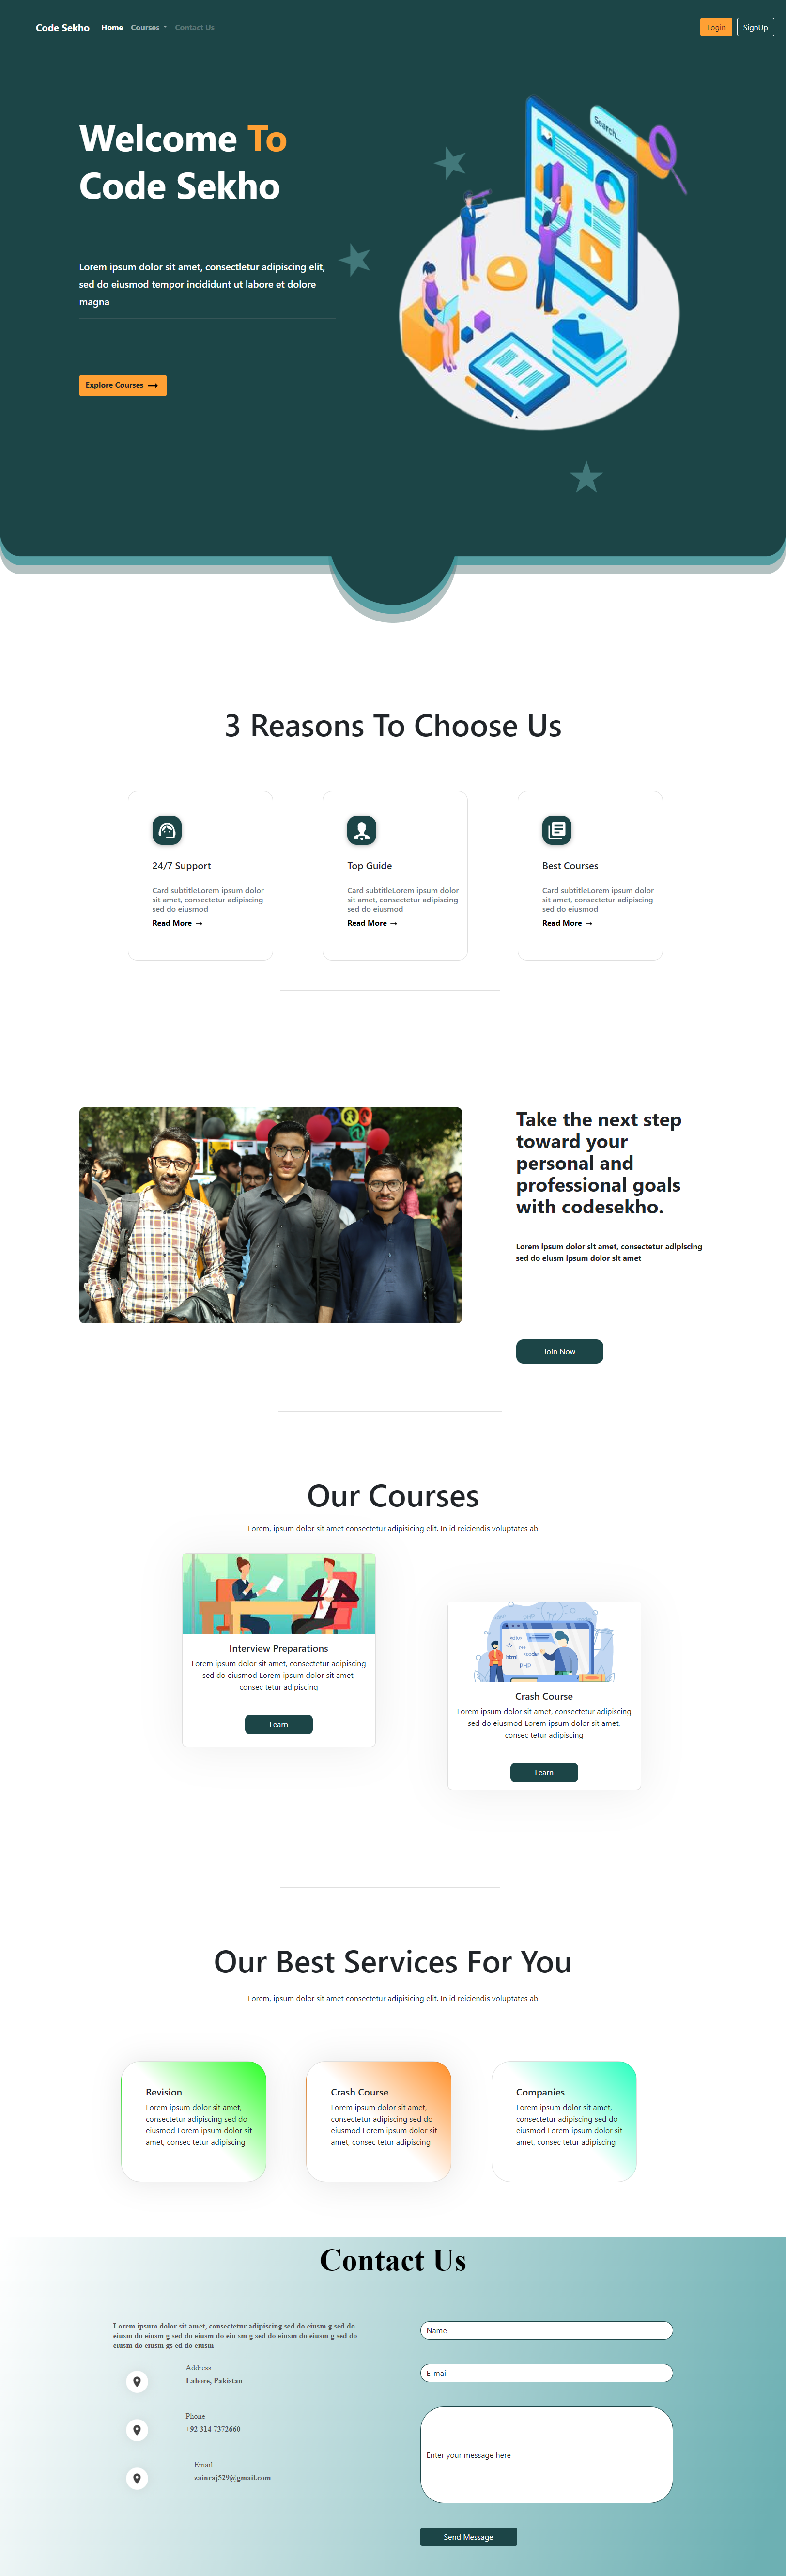 Code Sekho Home Courses Contact Us Login SignUp
Welcome To
Code Sekho
Search...
Lorem ipsum dolor sit amet, consectletur adipiscing elit,
sed do eiusmod tempor incididunt ut labore et dolore
magna
Explore Courses
3 Reasons To Choose Us
24/7 Support
Card subtitleLorem ipsum dolor
sit amet, consectetur adipiscing
sed do eiusmod
Read More
Top Guide
Card subtitleLorem ipsum dolor
sit amet, consectetur adipiscing
sed do eiusmod
Read More
Best Courses
Card subtitleLorem ipsum dolor
sit amet, consectetur adipiscing
sed do eiusmod
Read More
Take the next step
toward your
personal and
professional goals
with codesekho.
Lorem ipsum dolor sit amet, consectetur adipiscing
sed do eiusm ipsum dolor sit amet
Join Now
Our Courses
Lorem, ipsum dolor sit amet consectetur adipisicing elit. In id reiciendis voluptates ab
Interview Preparations
Lorem ipsum dolor sit amet, consectetur adipiscing
sed do eiusmod Lorem ipsum dolor sit amet,
consec tetur adipiscing
Learn
html
PHP
Crash Course
Lorem ipsum dolor sit amet, consectetur adipiscing
sed do eiusmod Lorem ipsum dolor sit amet,
consec tetur adipiscing
Learn
Our Best Services For You
Lorem, ipsum dolor sit amet consectetur adipisicing elit. In id reiciendis voluptates ab
Revision
Lorem ipsum dolor sit amet,
consectetur adipiscing sed do
eiusmod Lorem ipsum dolor sit
amet, consec tetur adipiscing
Crash Course
Lorem ipsum dolor sit amet,
consectetur adipiscing sed do
eiusmod Lorem ipsum dolor sit
amet, consec tetur adipiscing
Companies
Lorem ipsum dolor sit amet,
consectetur adipiscing sed do
eiusmod Lorem ipsum dolor sit
amet, consec tetur adipiscing
Contact Us
Lorem ipsum dolor sit amet, consectetur adipiscing sed do eiusm g sed do
eiusm do eiusm g sed do eiusm do eiu sm g sed do eiusm do eiusm g sed do
eiusm do eiusm gs ed do eiusm
Address
Lahore, Pakistan
Phone
+92 314 7372660
Email
zainraj529@gmail.com
Name
E-mail
Enter your message here
Send Message